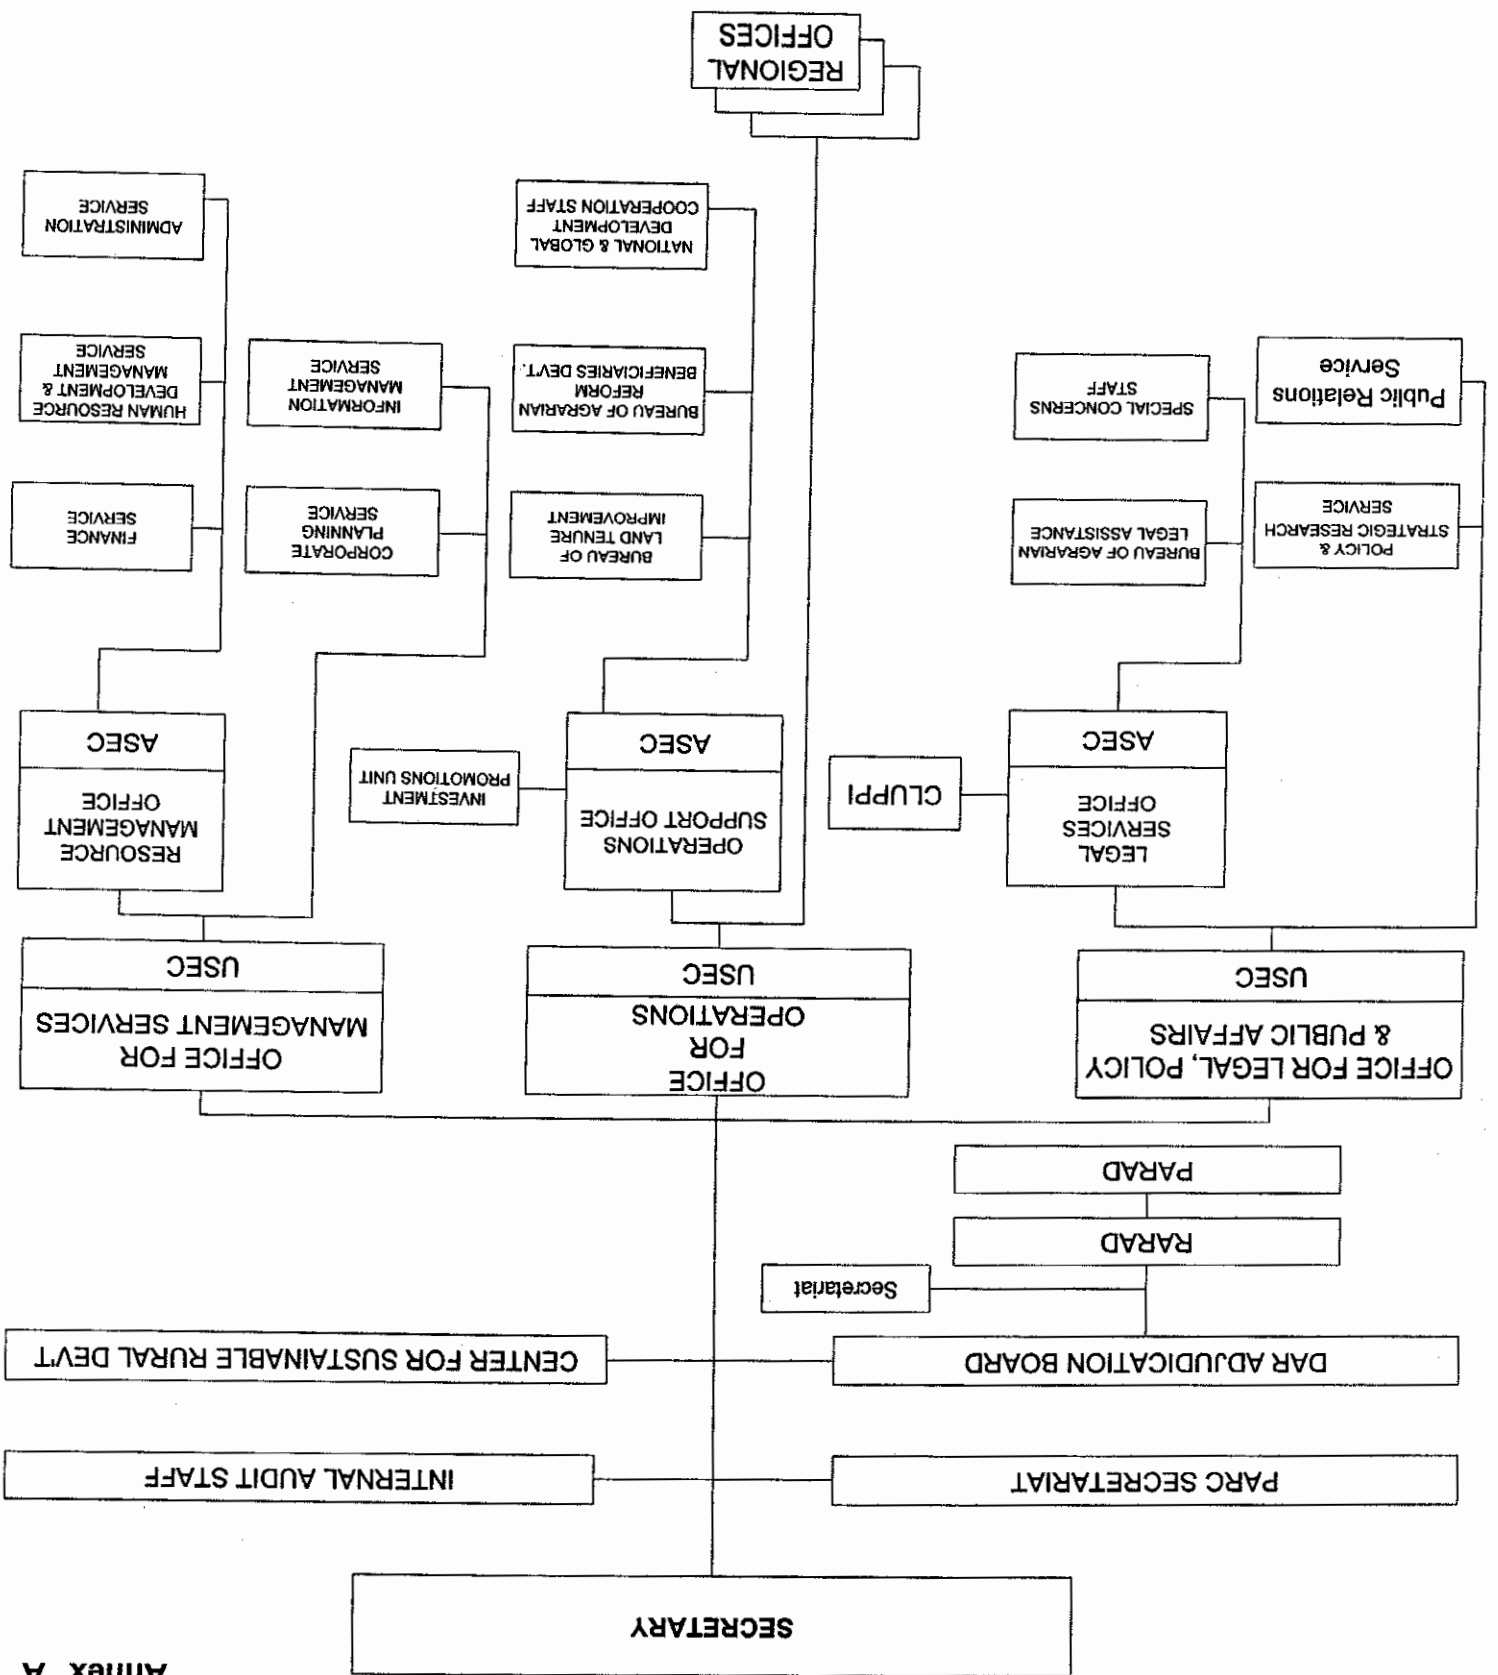 Annex A
SECRETARY
PARC SECRETARIAT
INTERNAL AUDIT STAFF
DAR ADJUDICATION BOARD
CENTER FOR SUSTAINABLE RURAL DEV'T
Secretariat
RARAD
PARAD
OFFICE FOR LEGAL, POLICY
& PUBLIC AFFAIRS
USEC
OFFICE
FOR
OPERATIONS
USEC
OFFICE FOR
MANAGEMENT SERVICES
USEC
LEGAL
SERVICES
OFFICE
ASEC
CLUPPI
OPERATIONS
SUPPORT OFFICE
ASEC
INVESTMENT
PROMOTIONS UNIT
RESOURCE
MANAGEMENT
OFFICE
ASEC
POLICY &
STRATEGIC RESEARCH
SERVICE
BUREAU OF AGRARIAN
LEGAL ASSISTANCE
BUREAU OF
LAND TENURE
IMPROVEMENT
CORPORATE
PLANNING
SERVICE
FINANCE
SERVICE
Public Relations
Service
SPECIAL CONCERNS
STAFF
BUREAU OF AGRARIAN
REFORM
BENEFICIARIES DEV'T.
INFORMATION
MANAGEMENT
SERVICE
HUMAN RESOURCE
DEVELOPMENT &
MANAGEMENT
SERVICE
NATIONAL & GLOBAL
DEVELOPMENT
COOPERATION STAFF
ADMINISTRATION
SERVICE
REGIONAL
OFFICES